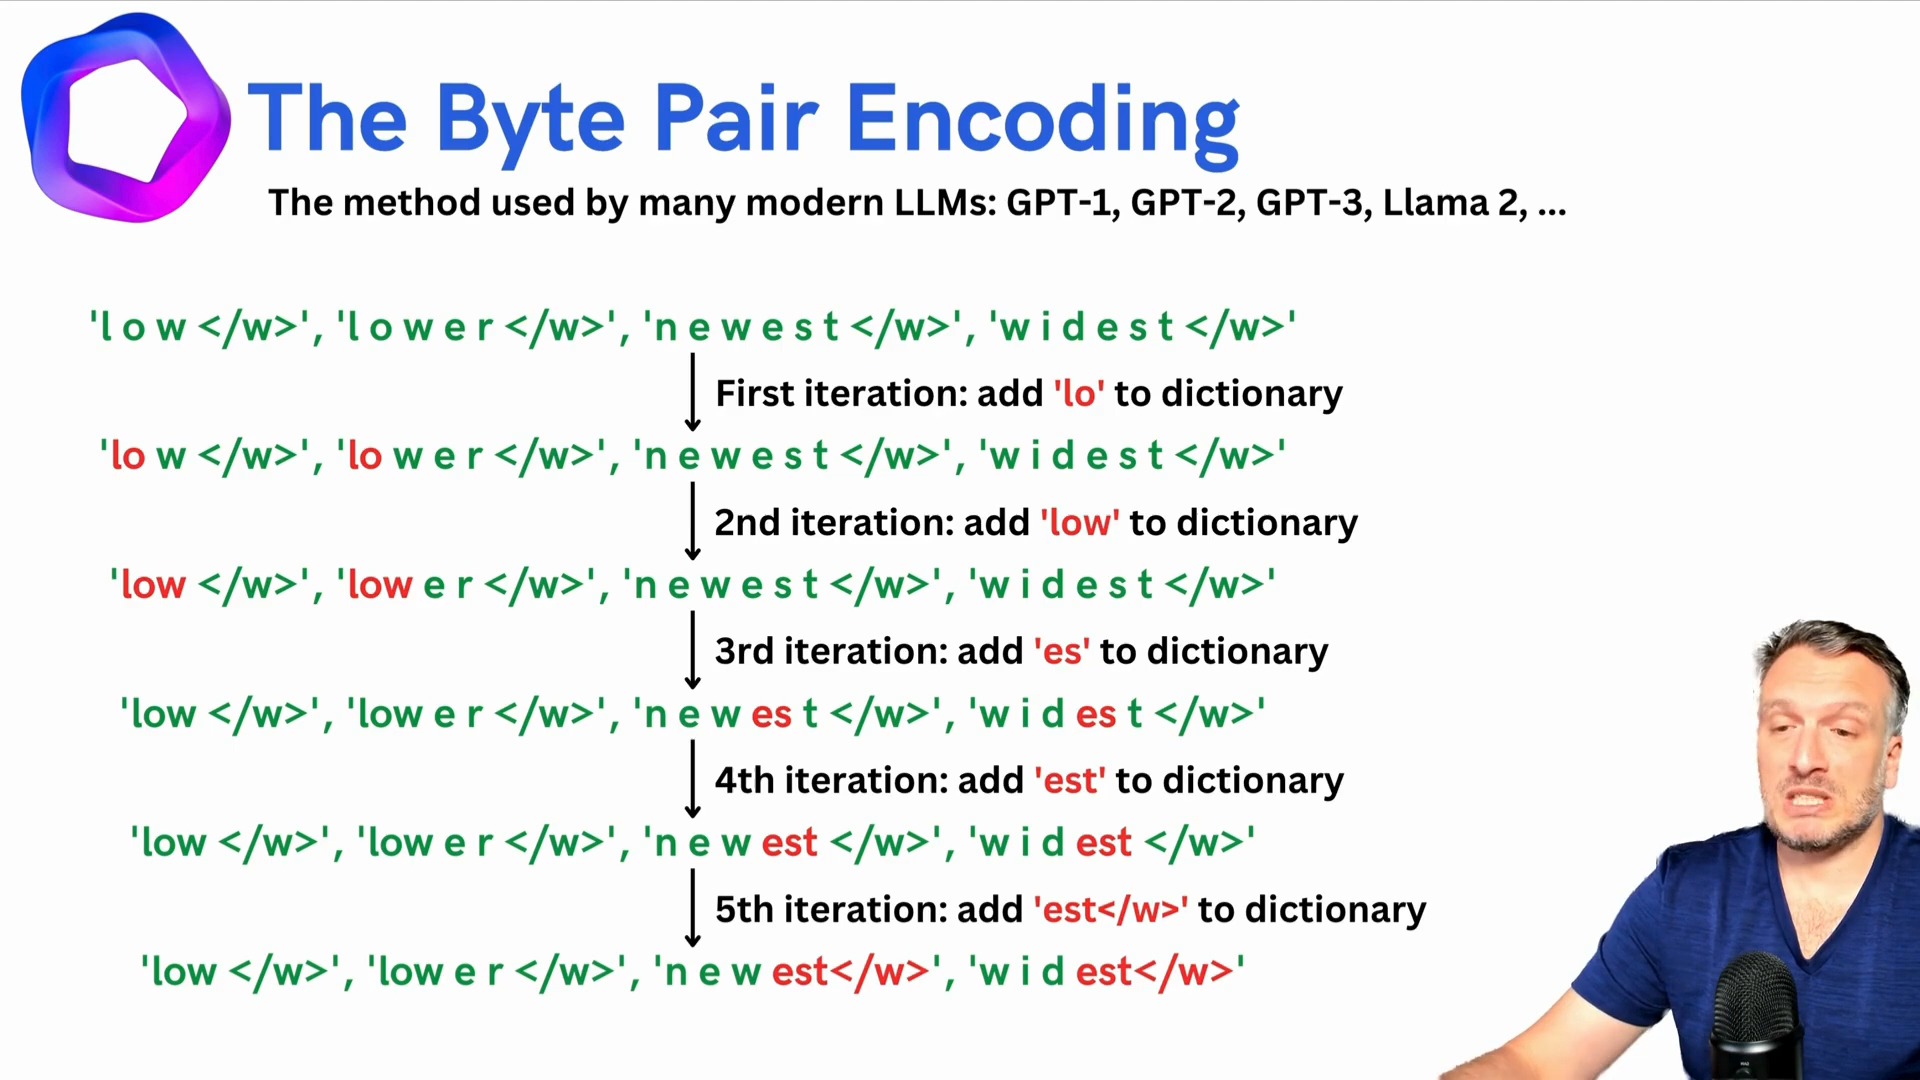 The Byte Pair Encoding
The method used by many modern LLMs: GPT-1, GPT-2, GPT-3, Llama 2, ...
'l o w </w>', 'l o w e r </w>', 'n e w e s t </w>', 'w i d e s t </w>'
First iteration: add 'lo' to dictionary
'lo w </w>', 'lo w e r </w>', 'n e w e s t </w>', 'w i d e s t </w>'
2nd iteration: add 'low' to dictionary
'low </w>', 'low e r </w>', 'n e w e s t </w>', 'w i d e s t </w>'
3rd iteration: add 'es' to dictionary
'low </w>', 'low e r </w>', 'n e w es t </w>', 'w i d es t </w>'
4th iteration: add 'est' to dictionary
'low </w>', 'low e r </w>', 'n e w est </w>', 'w i d est </w>'
5th iteration: add 'est</w>' to dictionary
'low </w>', 'low e r </w>', 'n e w est</w>', 'w i d est</w>'